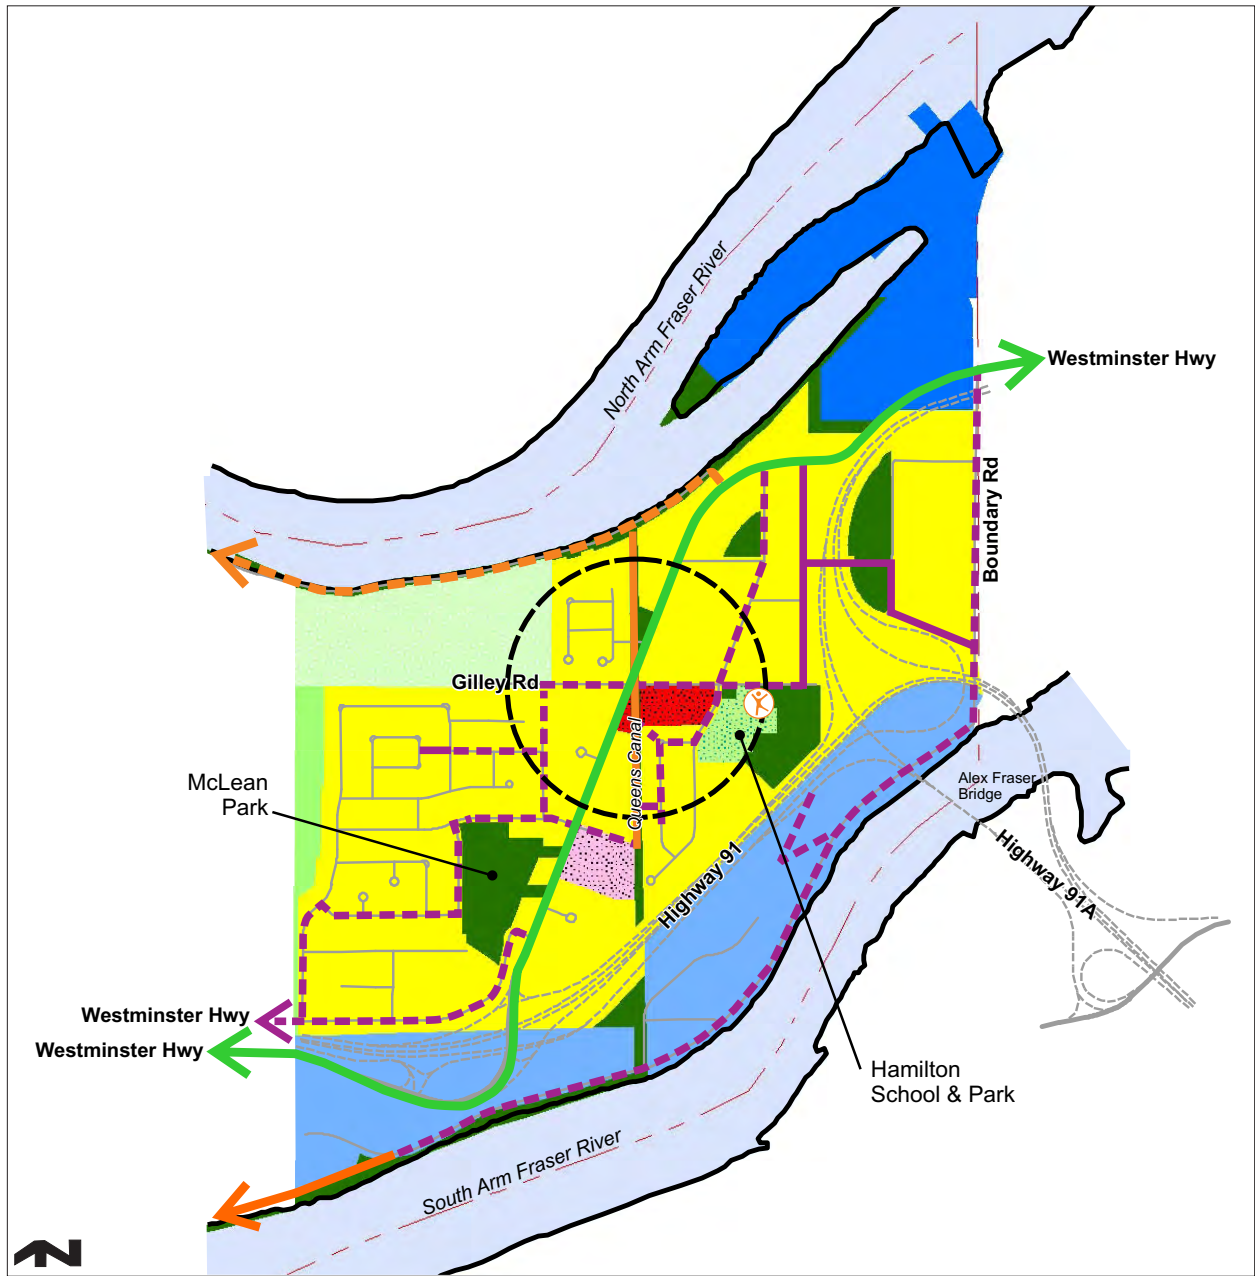 North Arm Fraser River
Westminster Hwy
Boundary Rd
Gilley Rd
Queens Canal
McLean
Park
Alex Fraser
Bridge
Highway 91
Highway 91A
Westminster Hwy
Westminster Hwy
Hamilton
School & Park
South Arm Fraser River
N